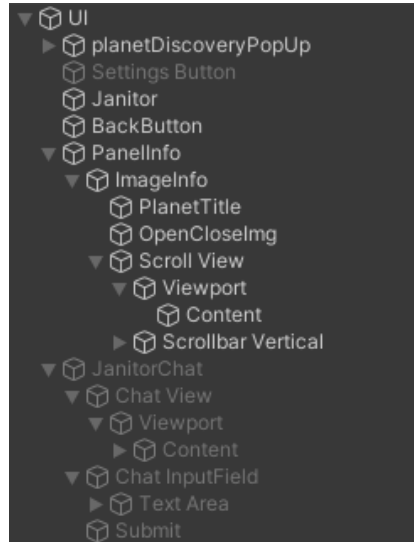 UI
planetDiscoveryPopUp
Settings Button
Janitor
BackButton
PanelInfo
ImageInfo
PlanetTitle
OpenCloseImg
Scroll View
Viewport
Content
Scrollbar Vertical
JanitorChat
Chat View
Viewport
Content
Chat InputField
Text Area
Submit